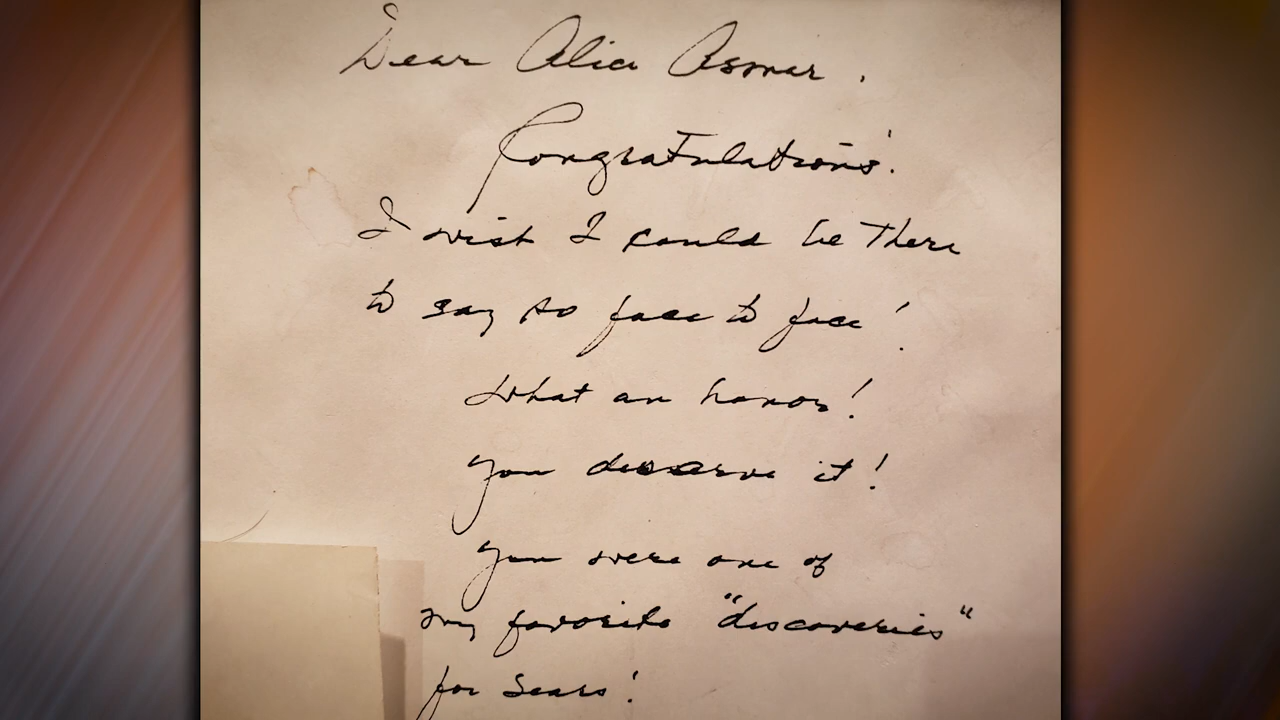 Dear Alice Asmar,
Congratulations!
I wish I could be there
to say so face to face!
What an honor!
You deserve it!
You were one of
my favorite "discoveries"
for Sears!